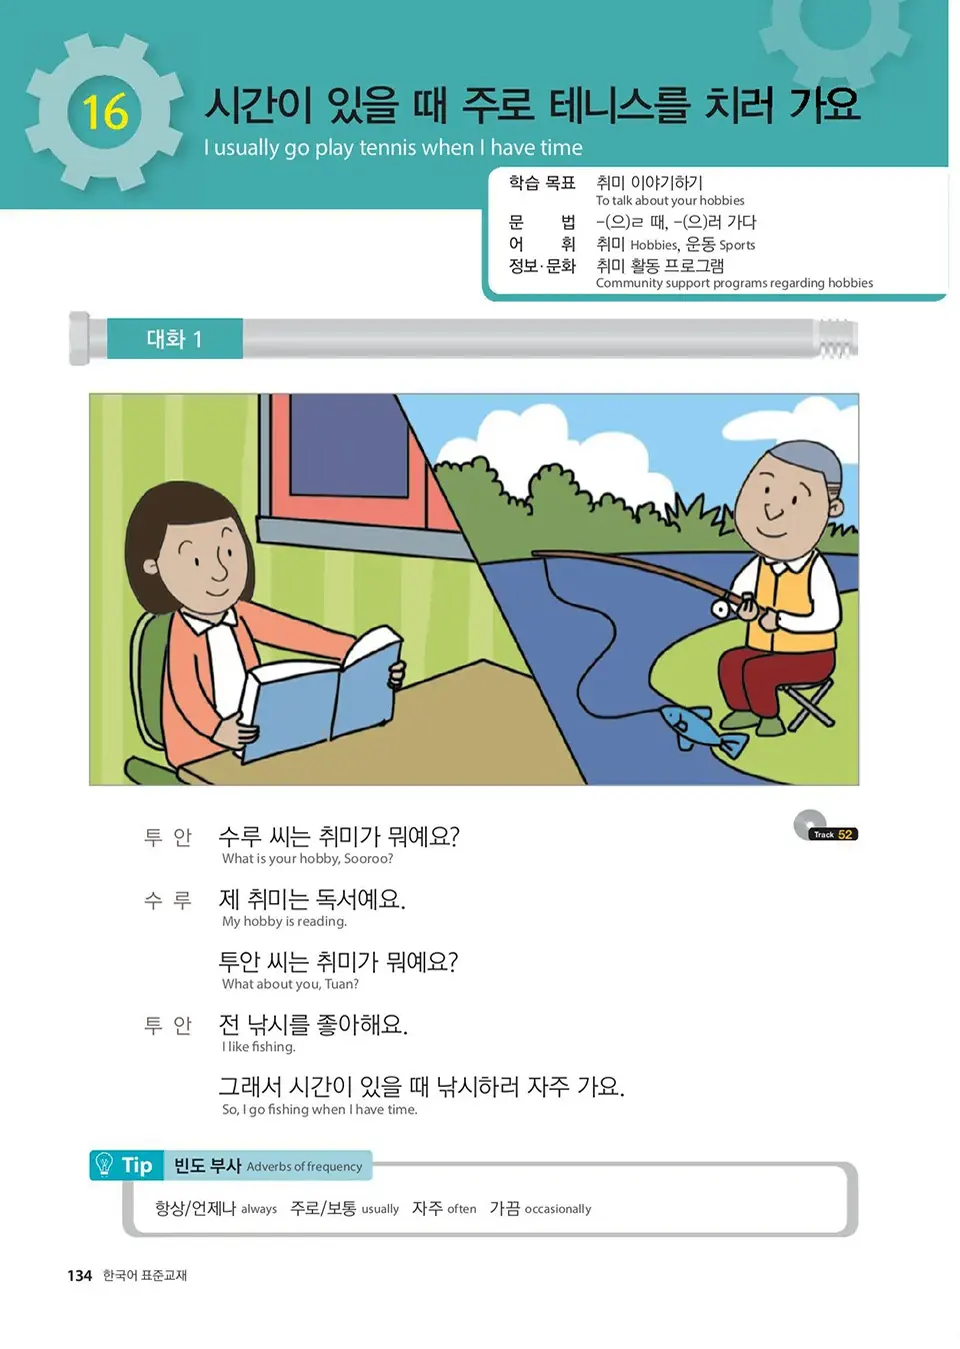 16
시간이 있을 때 주로 테니스를 치러 가요
I usually go play tennis when I have time
학습 목표 취미 이야기하기
To talk about your hobbies
문 법 -(으)ㄹ 때, -(으)러 가다
어 휘 취미 Hobbies, 운동 Sports
정보·문화 취미 활동 프로그램
Community support programs regarding hobbies
대화 1
투 안 수루 씨는 취미가 뭐예요?
What is your hobby, Sooroo?
Track 52
수 루 제 취미는 독서예요.
My hobby is reading.
투안 씨는 취미가 뭐예요?
What about you, Tuan?
투 안 전 낚시를 좋아해요.
I like fishing.
그래서 시간이 있을 때 낚시하러 자주 가요.
So, I go fishing when I have time.
Tip 빈도 부사 Adverbs of frequency
항상/언제나 always 주로/보통 usually 자주 often 가끔 occasionally
134 한국어 표준교재